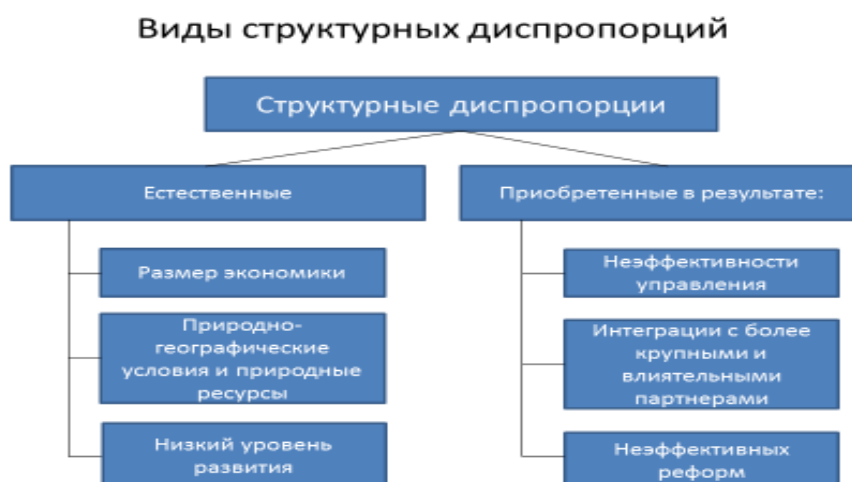 Виды структурных диспропорций
Структурные диспропорции
Естественные
Размер экономики
Природно-
географические
условия и природные
ресурсы
Низкий уровень
развития
Приобретенные в результате:
Неэффективности
управления
Интеграции с более
крупными и
влиятельными
партнерами
Неэффективных
реформ